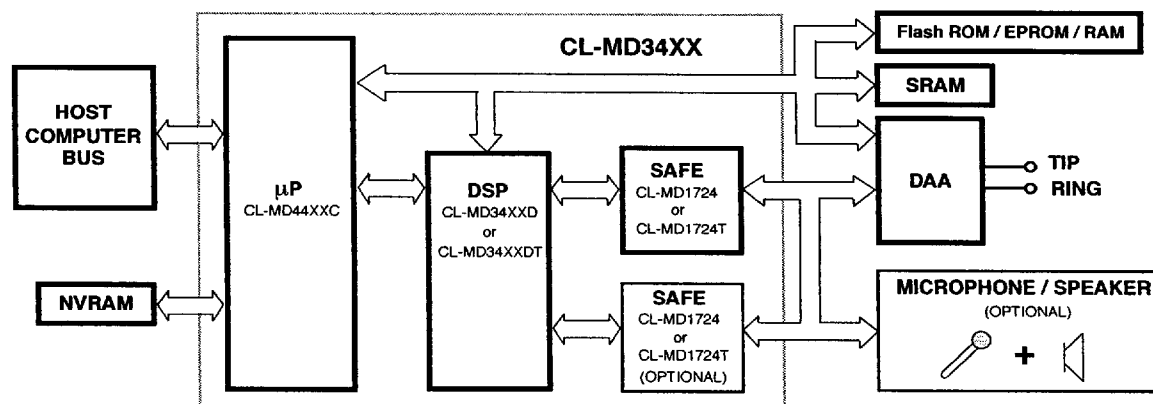 CL-MD34XX
Flash ROM / EPROM / RAM
SRAM
HOST
COMPUTER
BUS
µP
CL-MD44XXC
DSP
CL-MD34XXD
or
CL-MD34XXDT
SAFE
CL-MD1724
or
CL-MD1724T
DAA
TIP
RING
NVRAM
SAFE
CL-MD1724
or
CL-MD1724T
(OPTIONAL)
MICROPHONE / SPEAKER
(OPTIONAL)
+